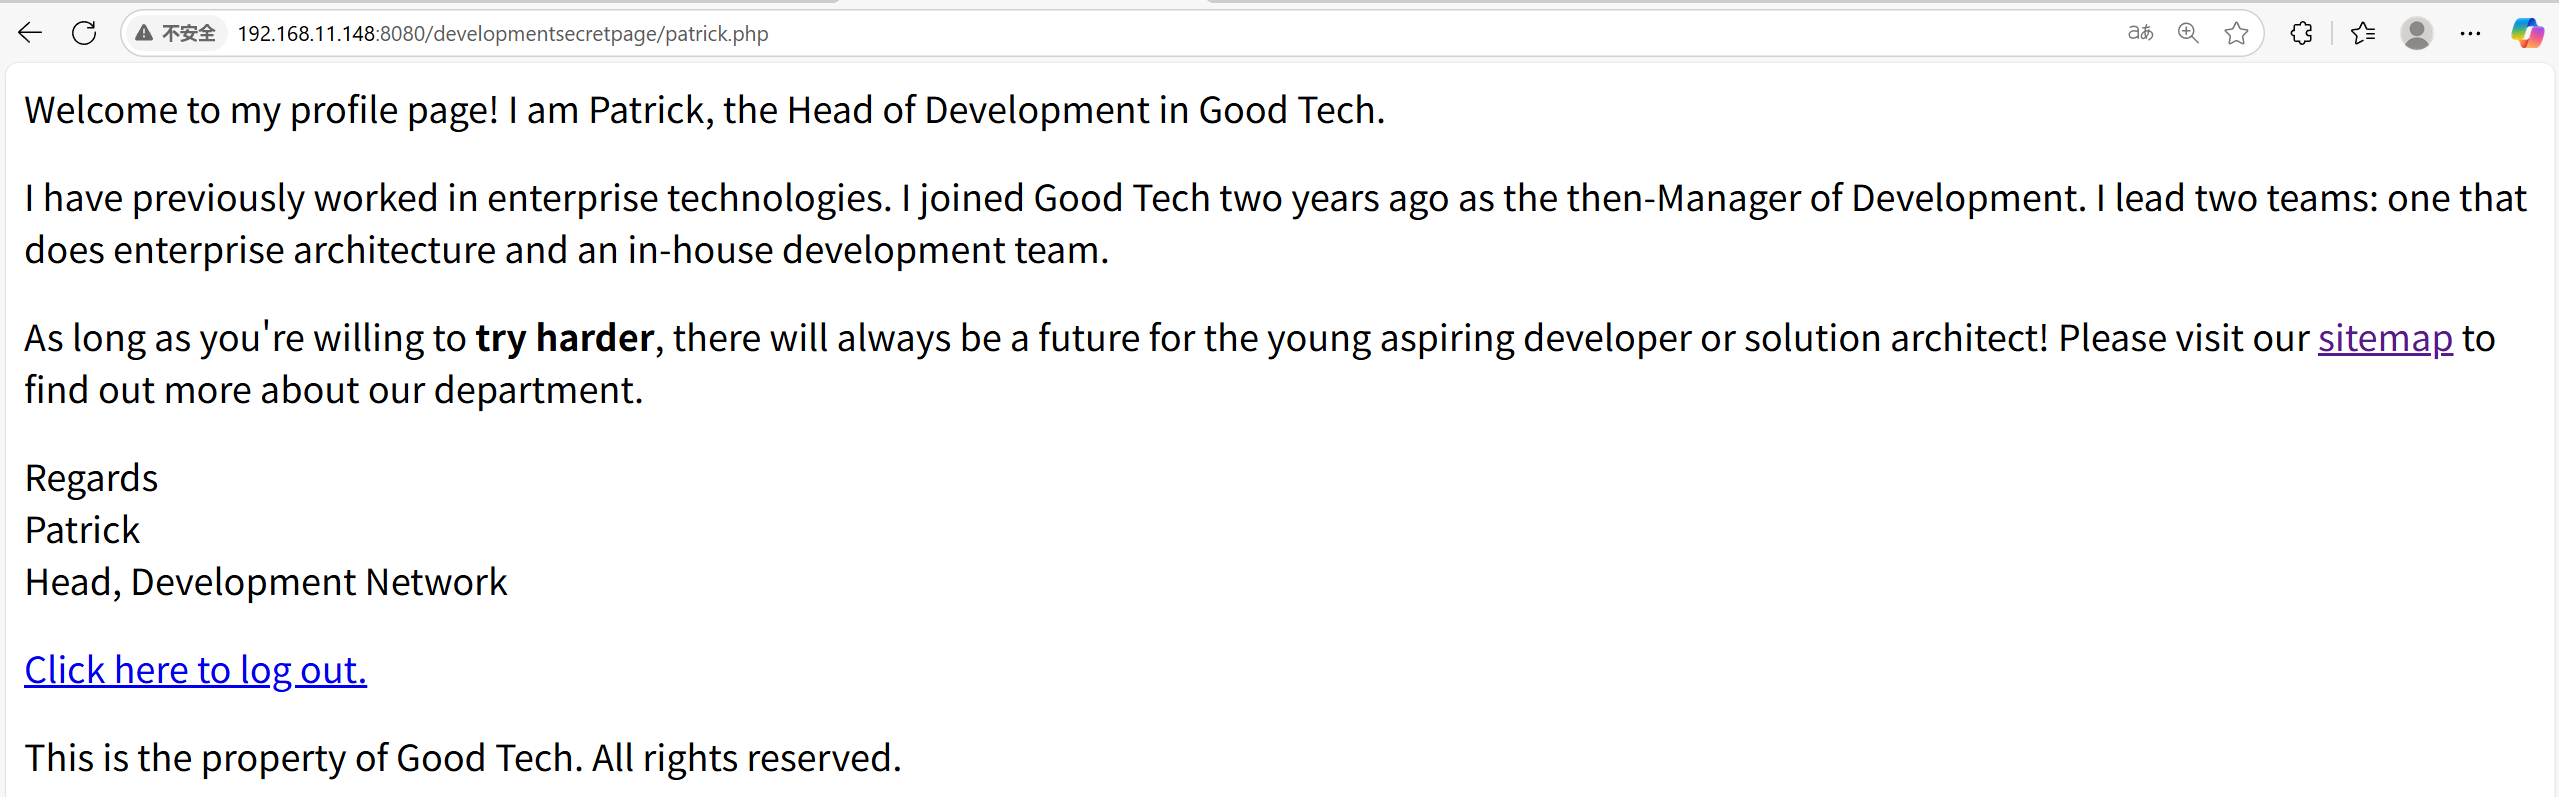 不安全 192.168.11.148:8080/developmentsecretpage/patrick.php aあ
Welcome to my profile page! I am Patrick, the Head of Development in Good Tech.
I have previously worked in enterprise technologies. I joined Good Tech two years ago as the then-Manager of Development. I lead two teams: one that
does enterprise architecture and an in-house development team.
As long as you're willing to try harder, there will always be a future for the young aspiring developer or solution architect! Please visit our sitemap to
find out more about our department.
Regards
Patrick
Head, Development Network
Click here to log out.
This is the property of Good Tech. All rights reserved.